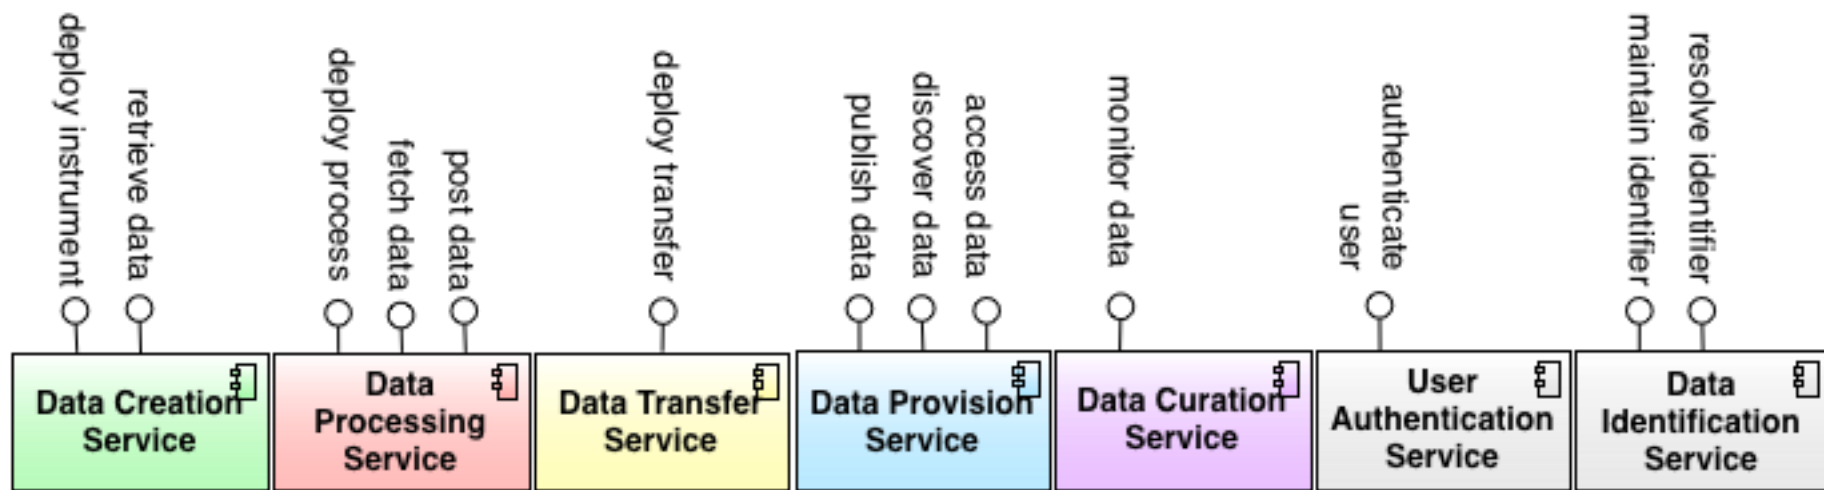 deploy instrument
retrieve data
deploy process
fetch data
post data
deploy transfer
publish data
discover data
access data
monitor data
authenticate
user
maintain identifier
resolve identifier
Data Creation
Service
Data
Processing
Service
Data Transfer
Service
Data Provision
Service
Data Curation
Service
User
Authentication
Service
Data
Identification
Service